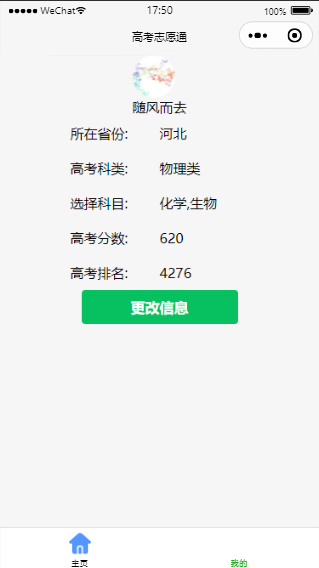 WeChat 17:50 100%
高考志愿通
随风而去
所在省份: 河北
高考科类: 物理类
选择科目: 化学,生物
高考分数: 620
高考排名: 4276
更改信息
主页 我的